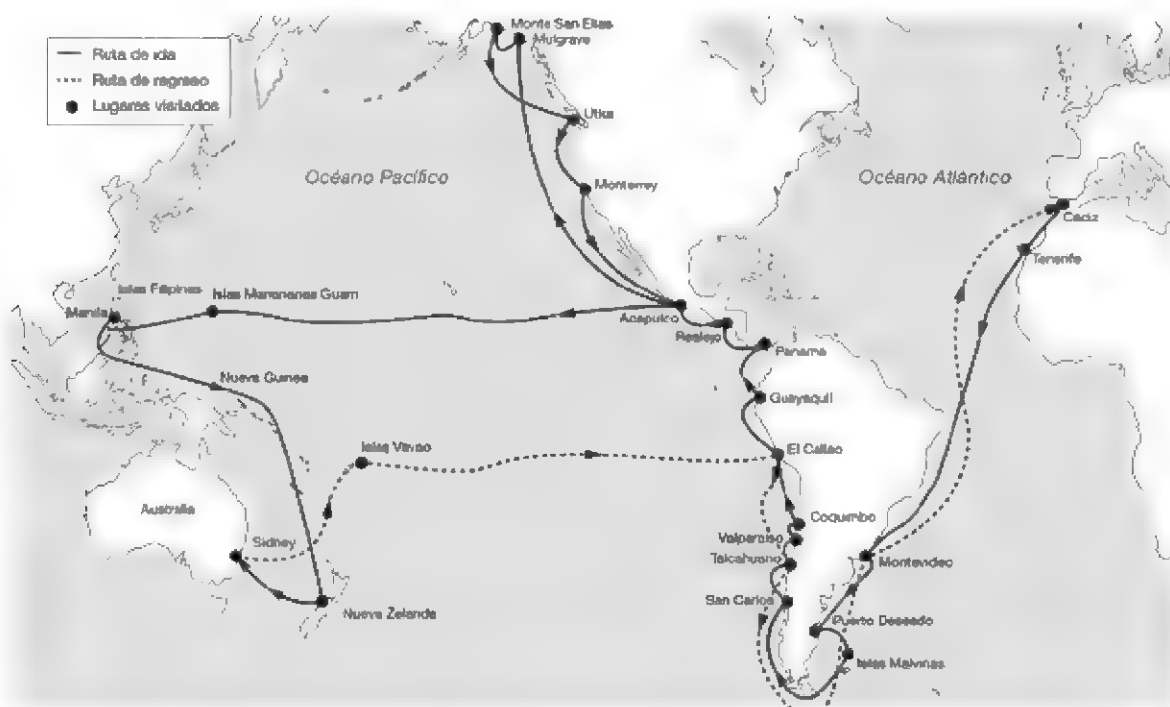 Ruta de ida
Ruta de regreso
Lugares visitados
Monte San Elías
Mulgrave
Océano Pacífico
Océano Atlántico
Monterrey
Cádiz
Tenerife
Islas Filipinas
Islas Marianas Guam
Manila
Acapulco
Realejo
Panamá
Nueva Guinea
Guayaquil
Islas Vavao
El Callao
Australia
Coquimbo
Sidney
Valparaíso
Talcahuano
Montevideo
San Carlos
Nueva Zelanda
Puerto Deseado
Islas Malvinas